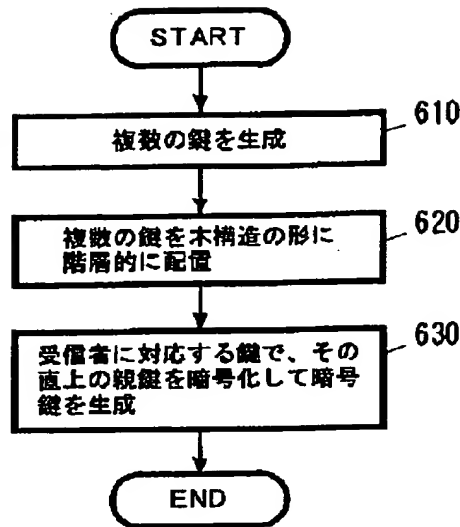 START
複数の鍵を生成
610
複数の鍵を木構造の形に
階層的に配置
620
受信者に対応する鍵で、その
直上の親鍵を暗号化して暗号
鍵を生成
630
END